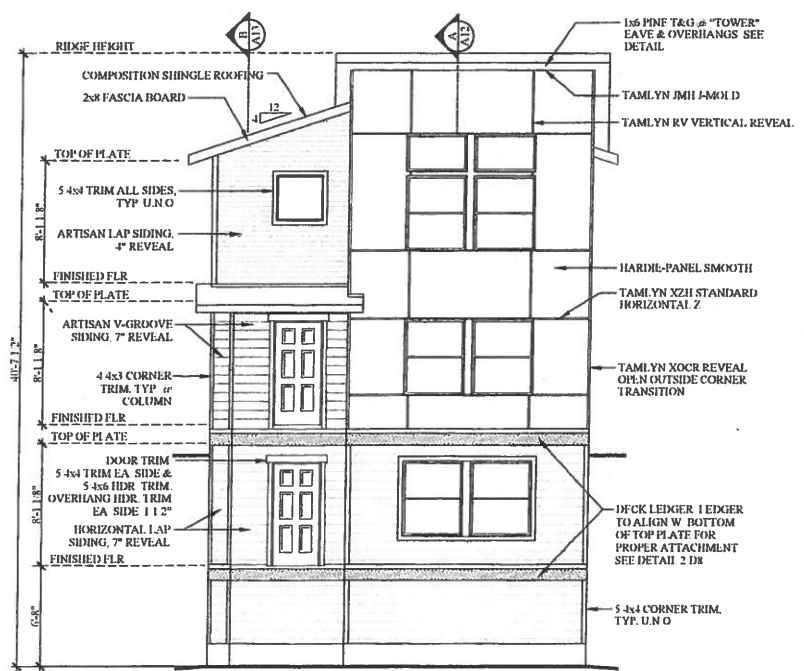 B
A13
A
A12
1x6 PINE T&G @ "TOWER"
EAVE & OVERHANGS SEE
DETAIL
RIDGE HEIGHT
COMPOSITION SHINGLE ROOFING
2x8 FASCIA BOARD
12
4
TAMLYN JMH J-MOLD
TAMLYN RV VERTICAL REVEAL
TOP OF PLATE
5 4x4 TRIM ALL SIDES,
TYP U.N O
8'-1 1/8"
ARTISAN LAP SIDING,
4" REVEAL
FINISHED FLR
TOP OF PLATE
HARDIE-PANEL SMOOTH
TAMLYN XZH STANDARD
HORIZONTAL Z
ARTISAN V-GROOVE
SIDING, 7" REVEAL
40'-7 1/2"
8'-1 1/8"
4 4x3 CORNER
TRIM. TYP @
COLUMN
TAMLYN XOCR REVEAL
OPEN OUTSIDE CORNER
TRANSITION
FINISHED FLR
TOP OF PLATE
DOOR TRIM
5 4x4 TRIM EA SIDE &
5 4x6 HDR TRIM.
OVERHANG HDR. TRIM
EA SIDE 1 1 2"
8'-1 1/8"
HORIZONTAL LAP
SIDING, 7" REVEAL
FINISHED FLR
DECK LEDGER LEDGER
TO ALIGN W BOTTOM
OF TOP PLATE FOR
PROPER ATTACHMENT
SEE DETAIL 2 D8
6'-8"
5 4x4 CORNER TRIM,
TYP. U.N O